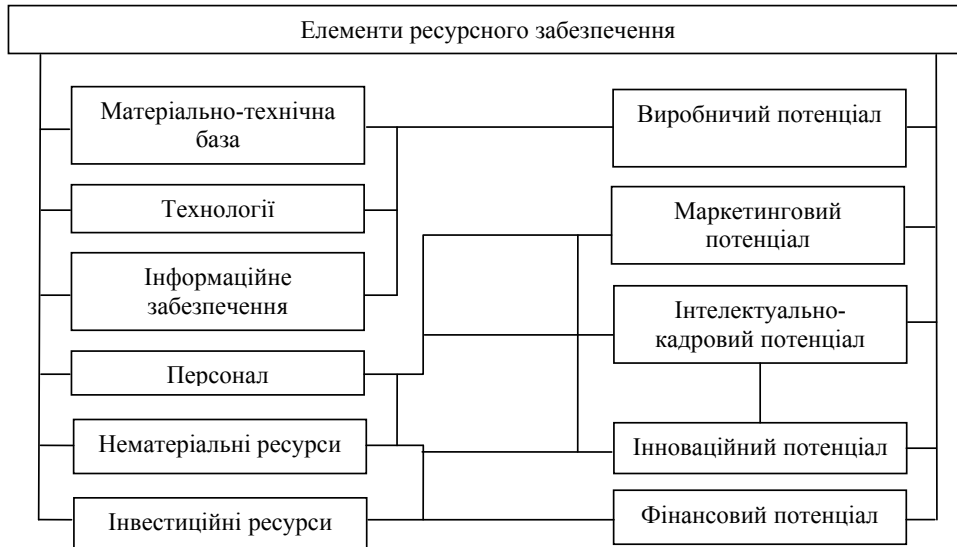 Елементи ресурсного забезпечення
Матеріально-технічна
база
Технології
Інформаційне
забезпечення
Персонал
Нематеріальні ресурси
Інвестиційні ресурси
Виробничий потенціал
Маркетинговий
потенціал
Інтелектуально-
кадровий потенціал
Інноваційний потенціал
Фінансовий потенціал